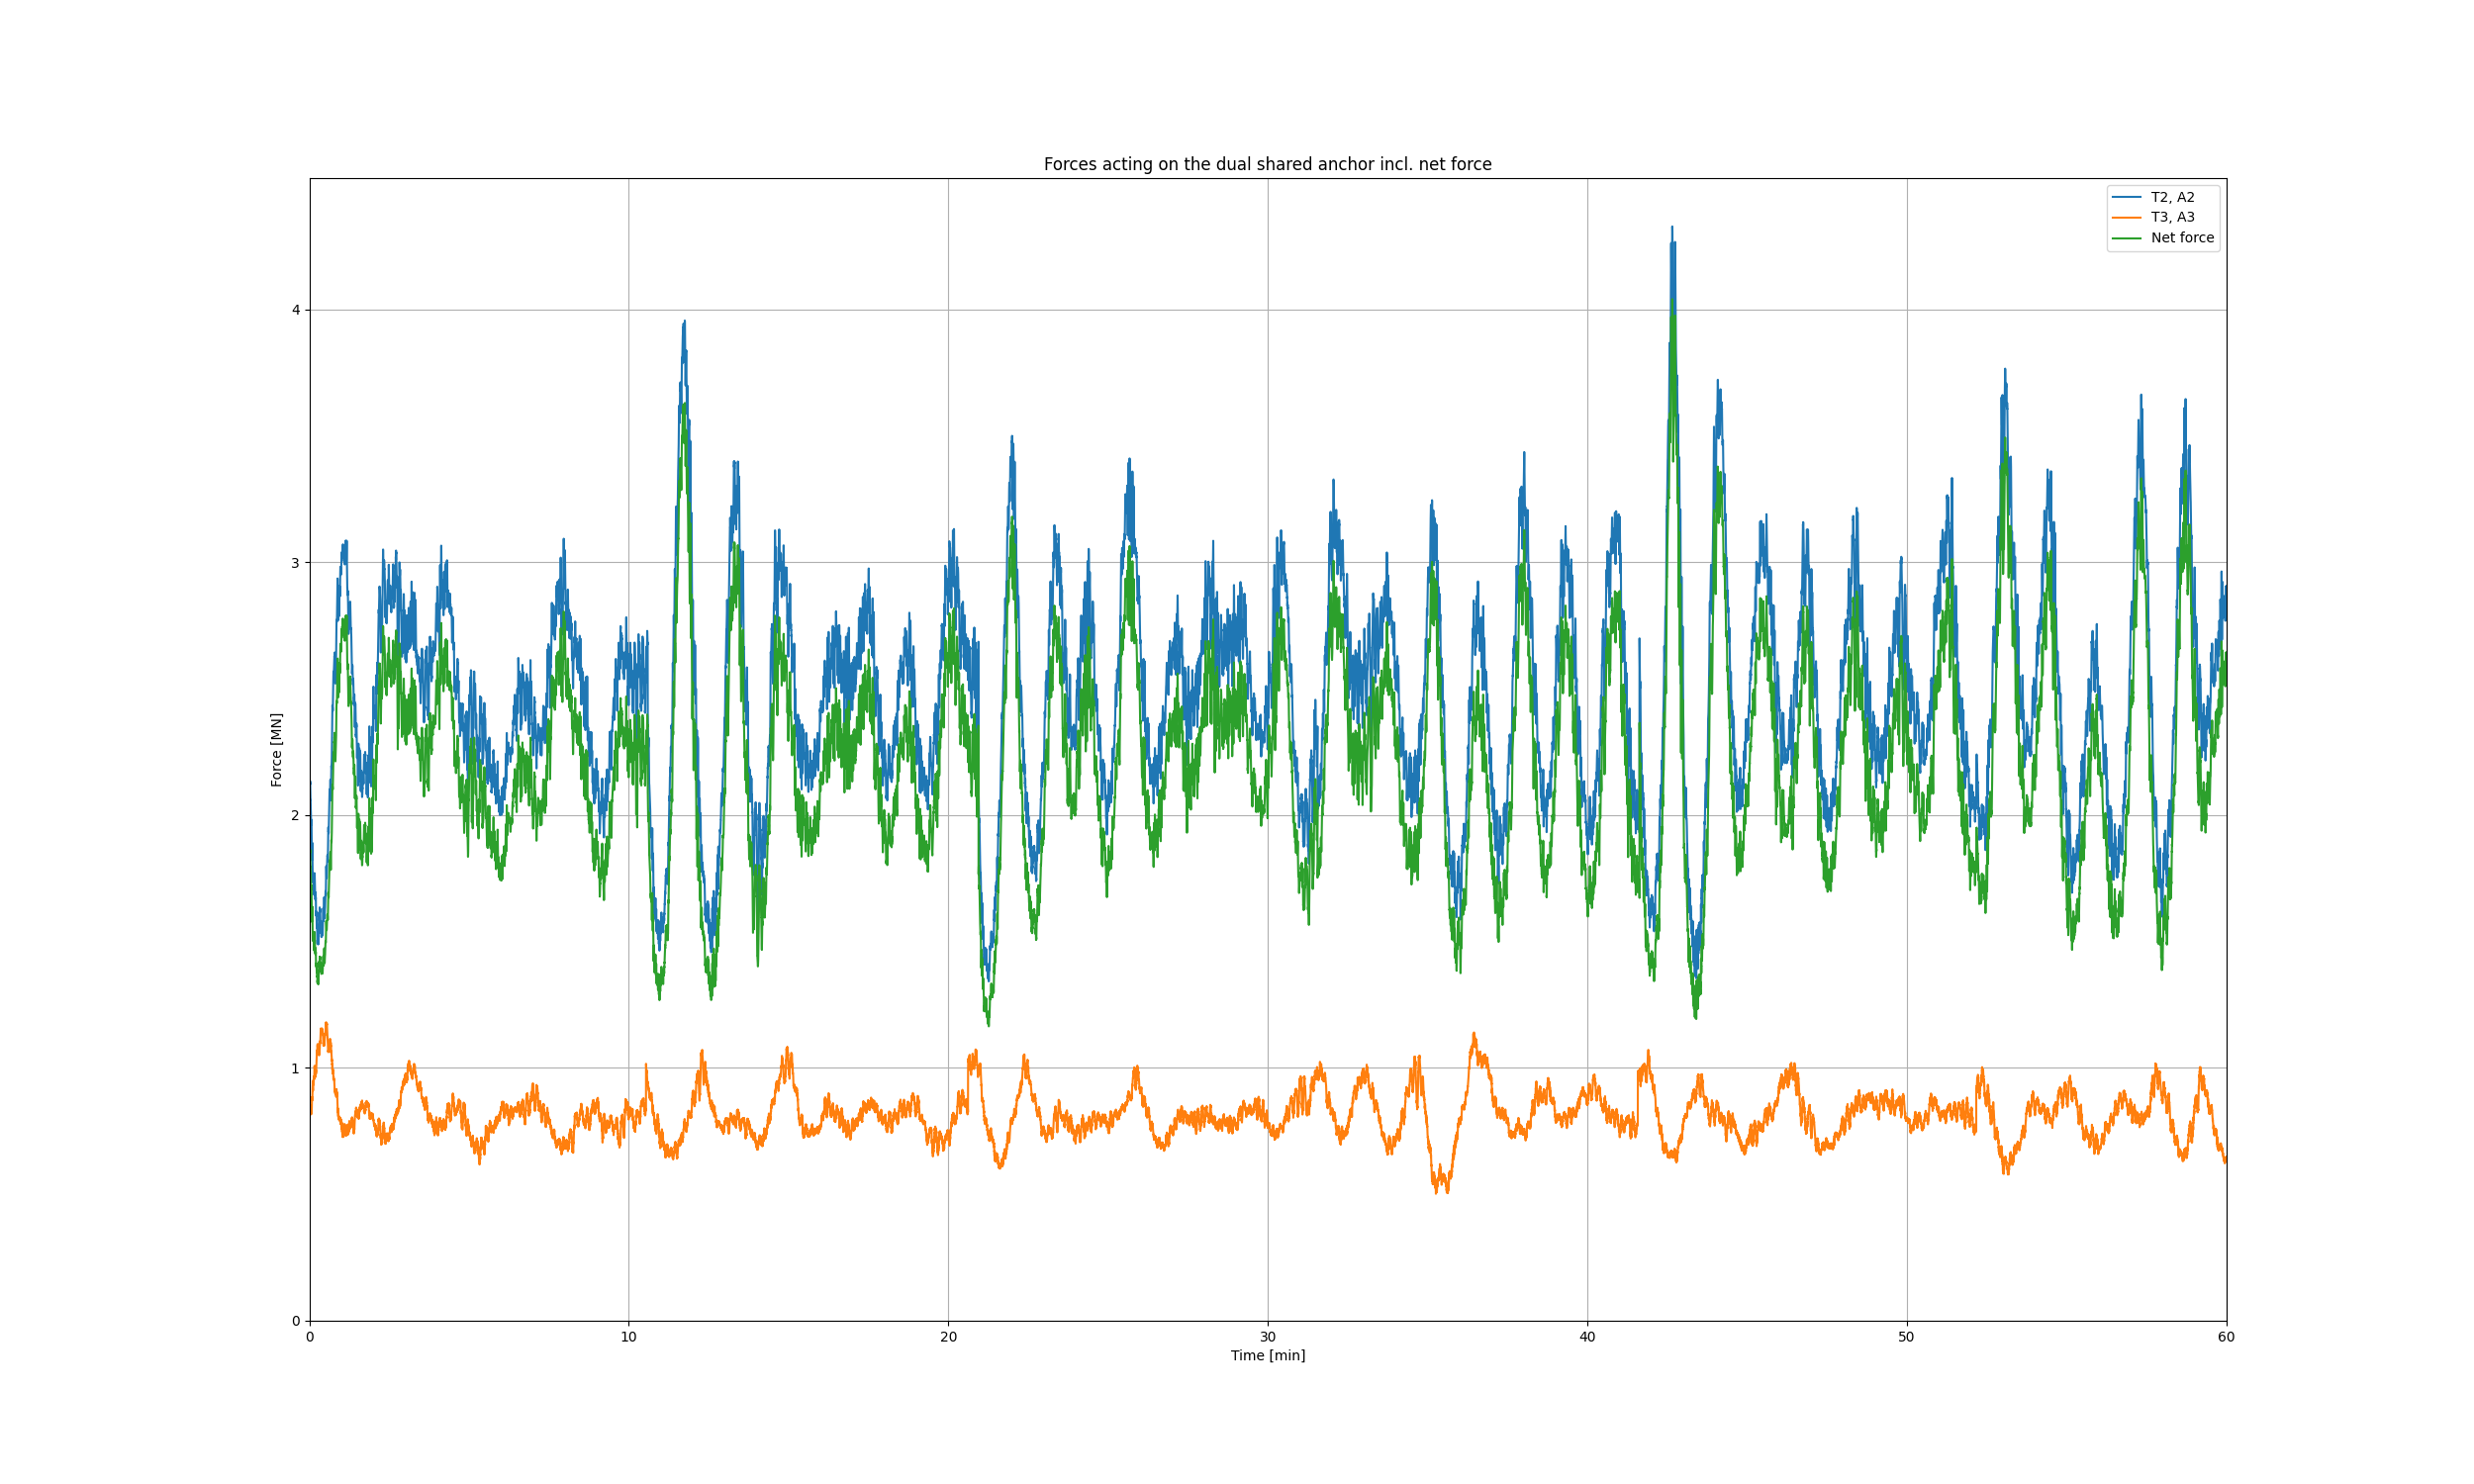 Forces acting on the dual shared anchor incl. net force
T2, A2
T3, A3
Net force
Force [MN]
4
3
2
1
0
0 10 20 30 40 50 60
Time [min]